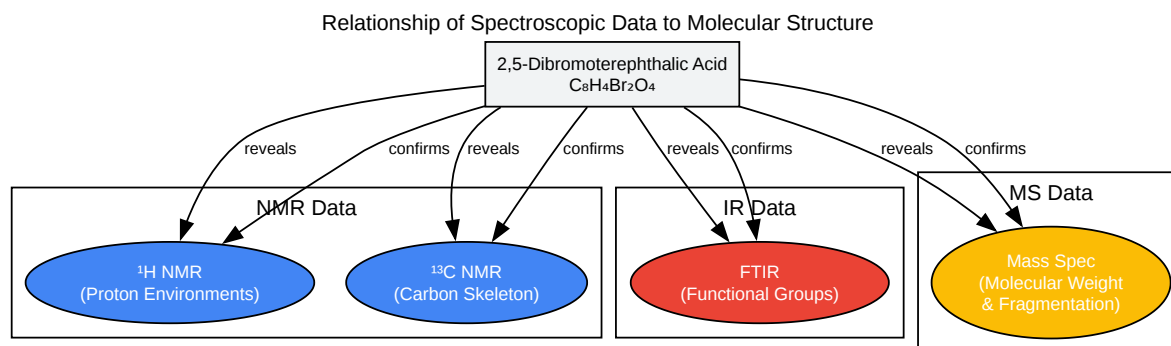 Relationship of Spectroscopic Data to Molecular Structure
2,5-Dibromoterephthalic Acid
C₈H₄Br₂O₄
reveals
confirms
reveals
confirms
reveals
confirms
reveals
confirms
NMR Data
IR Data
MS Data
¹H NMR
(Proton Environments)
¹³C NMR
(Carbon Skeleton)
FTIR
(Functional Groups)
Mass Spec
(Molecular Weight
& Fragmentation)